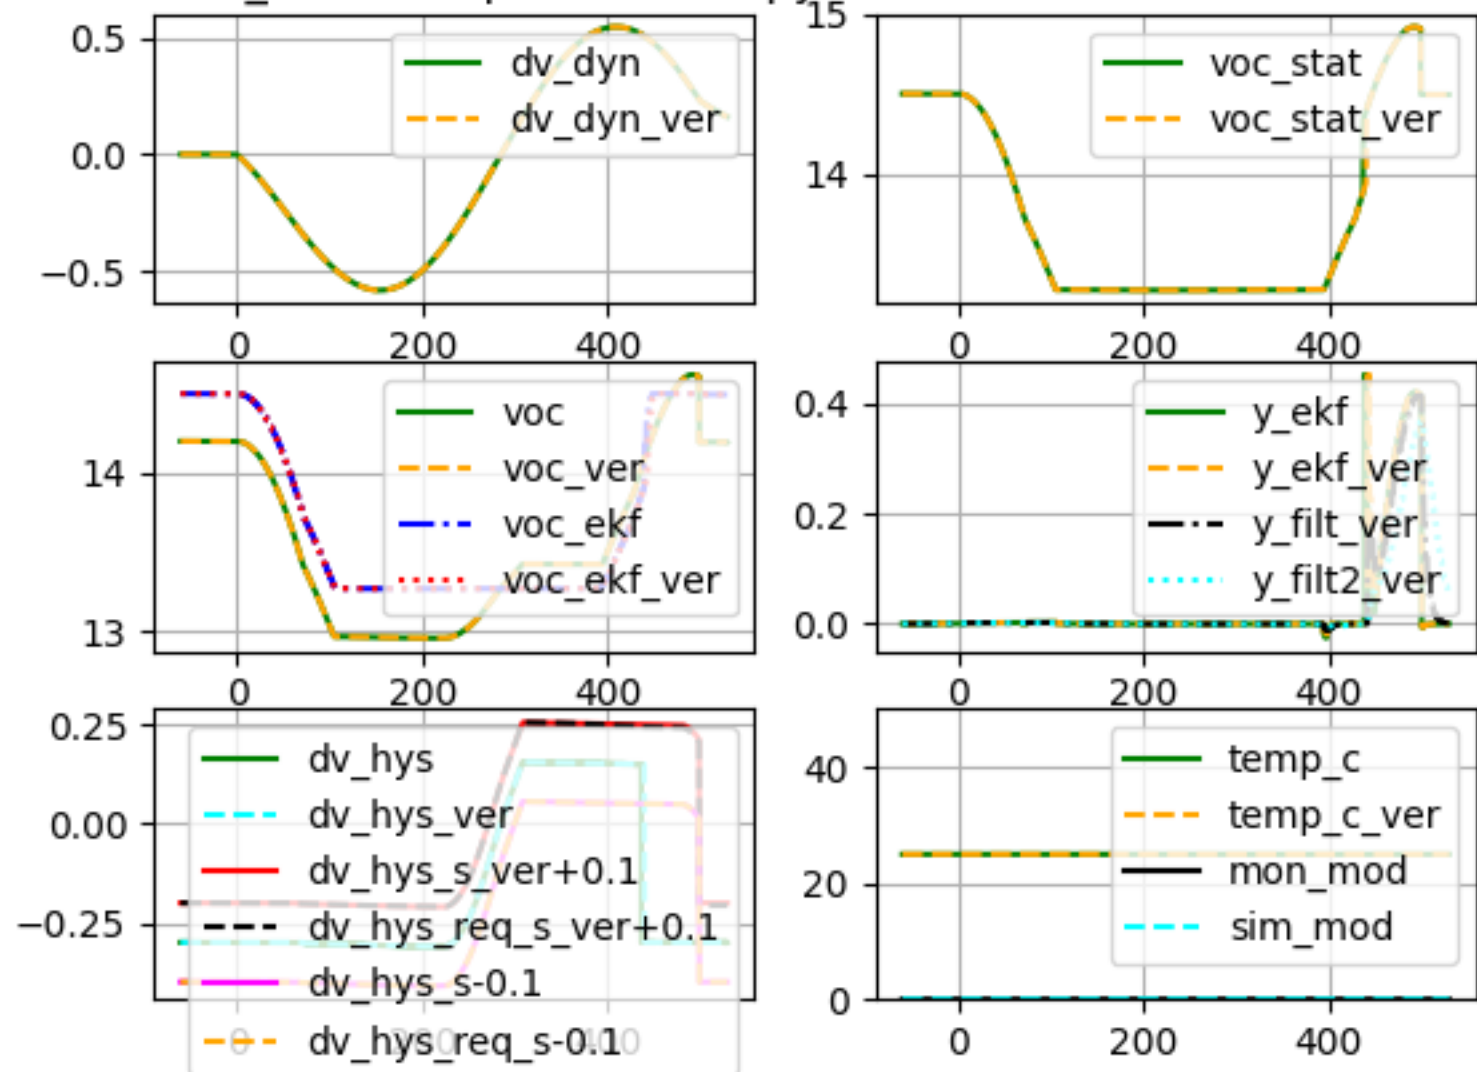 15
0.5
0.0
−0.5
dv_dyn
dv_dyn_ver
0 200 400
14
voc_stat
voc_stat_ver
0 200 400
14
13
voc
voc_ver
voc_ekf
voc_ekf_ver
0 200 400
0.4
0.2
0.0
y_ekf
y_ekf_ver
y_filt_ver
y_filt2_ver
0 200 400
0.25
0.00
−0.25
dv_hys
dv_hys_ver
dv_hys_s_ver+0.1
dv_hys_req_s_ver+0.1
dv_hys_s-0.1
dv_hys_req_s-0.1
0 200 400
40
20
0
temp_c
temp_c_ver
mon_mod
sim_mod
0 200 400